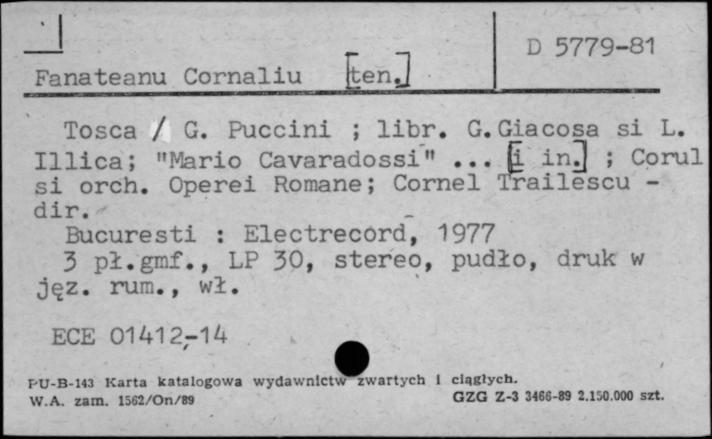 D 5779-81
Fanateanu Cornaliu [ten.]
Tosca / G. Puccini ; libr. G.Giacosa si L.
Illica; "Mario Cavaradossi" ... [i in.] ; Corul
si orch. Operei Romane; Cornel Trailescu -
dir.
Bucuresti : Electrecord, 1977
3 pł.gmf., LP 30, stereo, pudło, druk w
jęz. rum., wł.
ECE 01412,-14
PU-B-143 Karta katalogowa wydawnictw zwartych i ciągłych.
W.A. zam. 1562/On/89 GZG Z-3 3466-89 2.150.000 szt.